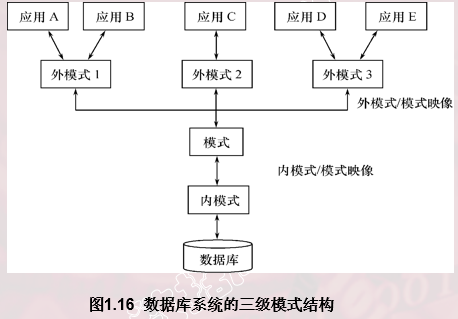 应用 A 应用 B 应用 C 应用 D 应用 E
外模式 1 外模式 2 外模式 3
外模式/模式映像
模式
内模式/模式映像
内模式
数据库
图1.16 数据库系统的三级模式结构